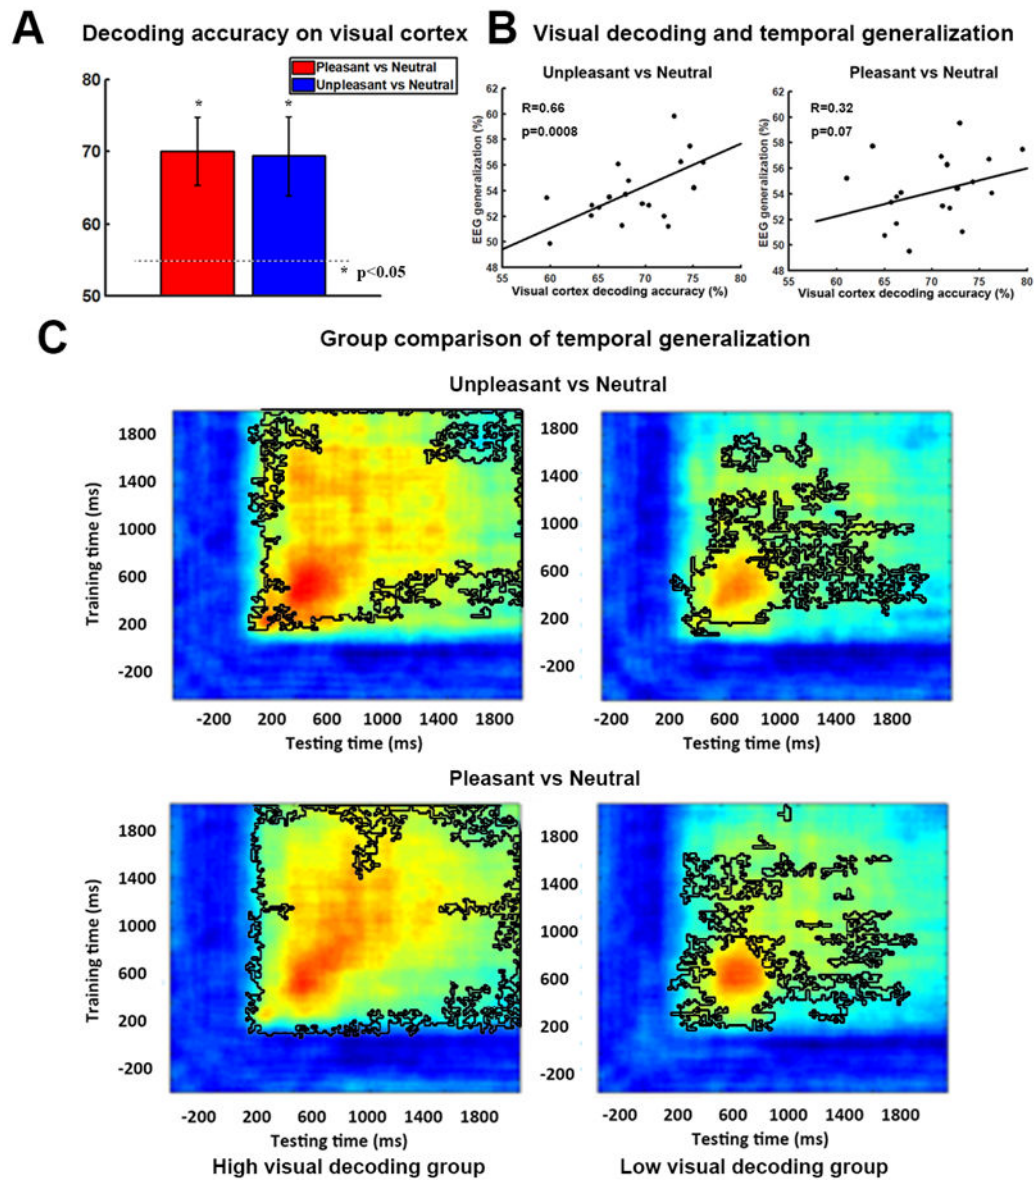 A Decoding accuracy on visual cortex
80
70
60
50
Pleasant vs Neutral
Unpleasant vs Neutral
*
*
* p<0.05
B Visual decoding and temporal generalization
Unpleasant vs Neutral
R=0.66
p=0.0008
EEG generalization (%)
62
60
58
56
54
52
50
48
55 60 65 70 75 80
Visual cortex decoding accuracy (%)
Pleasant vs Neutral
R=0.32
p=0.07
EEG generalization (%)
62
60
58
56
54
52
50
48
55 60 65 70 75 80
Visual cortex decoding accuracy (%)
C Group comparison of temporal generalization
Unpleasant vs Neutral
Training time (ms)
1800
1400
1000
600
200
-200
-200 200 600 1000 1400 1800
Testing time (ms)
1800
1400
1000
600
200
-200
-200 200 600 1000 1400 1800
Testing time (ms)
Pleasant vs Neutral
Training time (ms)
1800
1400
1000
600
200
-200
-200 200 600 1000 1400 1800
Testing time (ms)
High visual decoding group
1800
1400
1000
600
200
-200
-200 200 600 1000 1400 1800
Testing time (ms)
Low visual decoding group